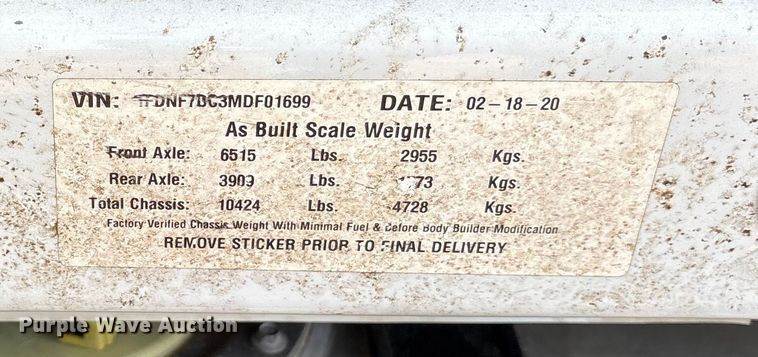 VIN: 1FDNF7DC3MDF01699 DATE: 02-18-20
As Built Scale Weight
Front Axle: 6515 Lbs. 2955 Kgs.
Rear Axle: 3909 Lbs. Kgs.
Total Chassis: 10424 Lbs. 4728 Kgs.
Factory Verified Chassis Weight With Minimal Fuel & Before Body Builder Modification
REMOVE STICKER PRIOR TO FINAL DELIVERY
Purple Wave Auction